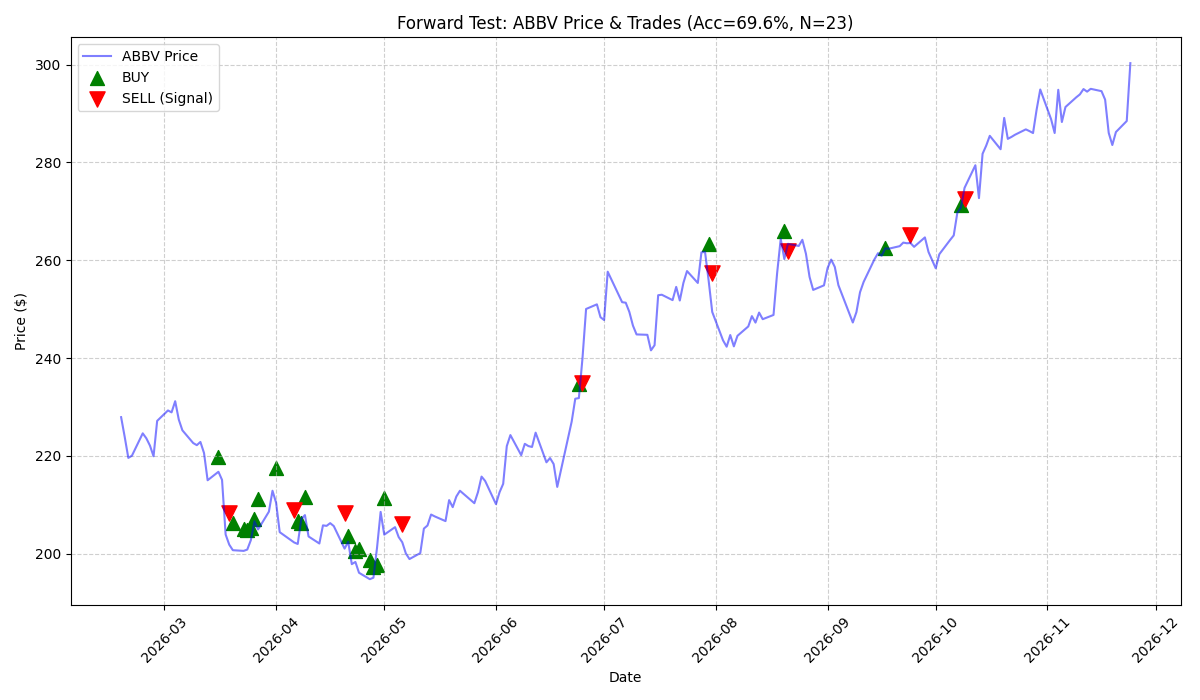 Forward Test: ABBV Price & Trades (Acc=69.6%, N=23)
ABBV Price
BUY
SELL (Signal)
Price ($)
300
280
260
240
220
200
2026-03
2026-04
2026-05
2026-06
2026-07
2026-08
2026-09
2026-10
2026-11
2026-12
Date